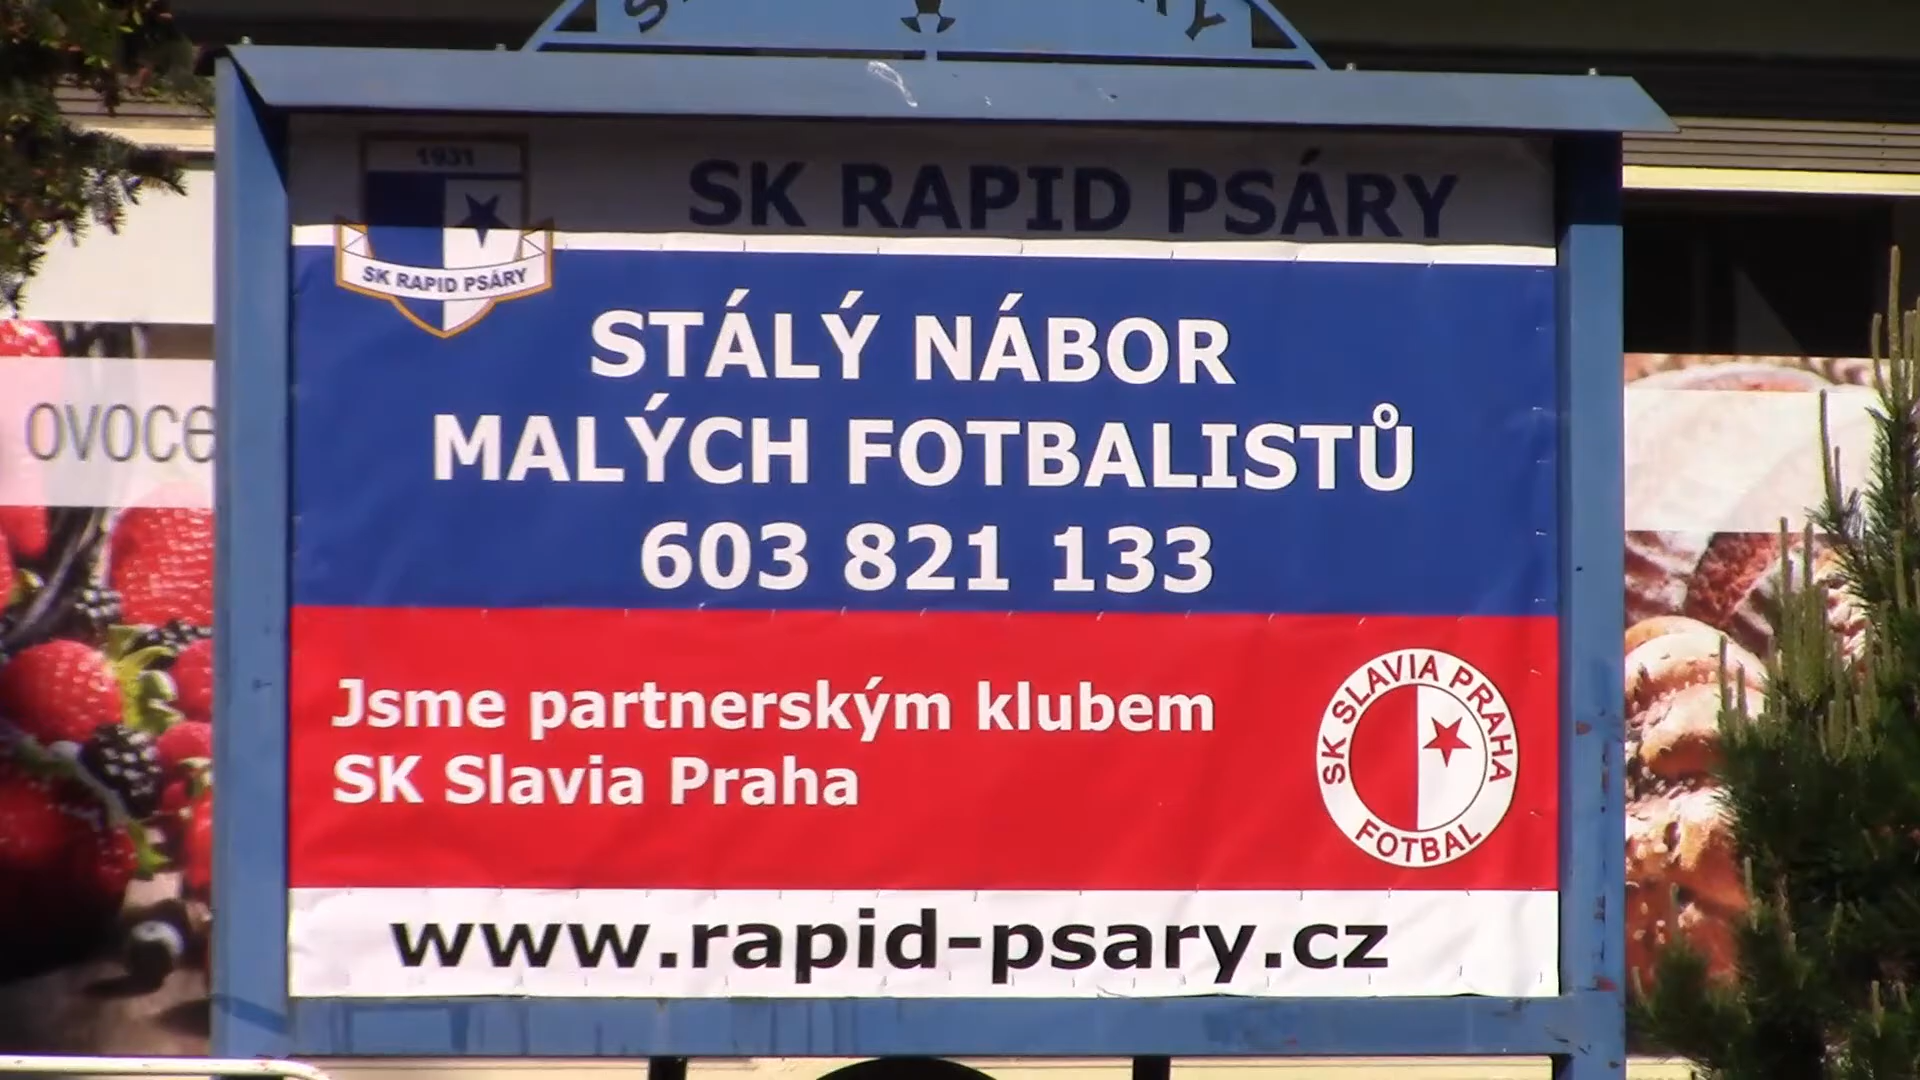 1931
SK RAPID PSÁRY
SK RAPID PSÁRY
STÁLÝ NÁBOR
MALÝCH FOTBALISTŮ
603 821 133
ovoce
Jsme partnerským klubem
SK Slavia Praha
SK SLAVIA PRAHA
FOTBAL
www.rapid-psary.cz